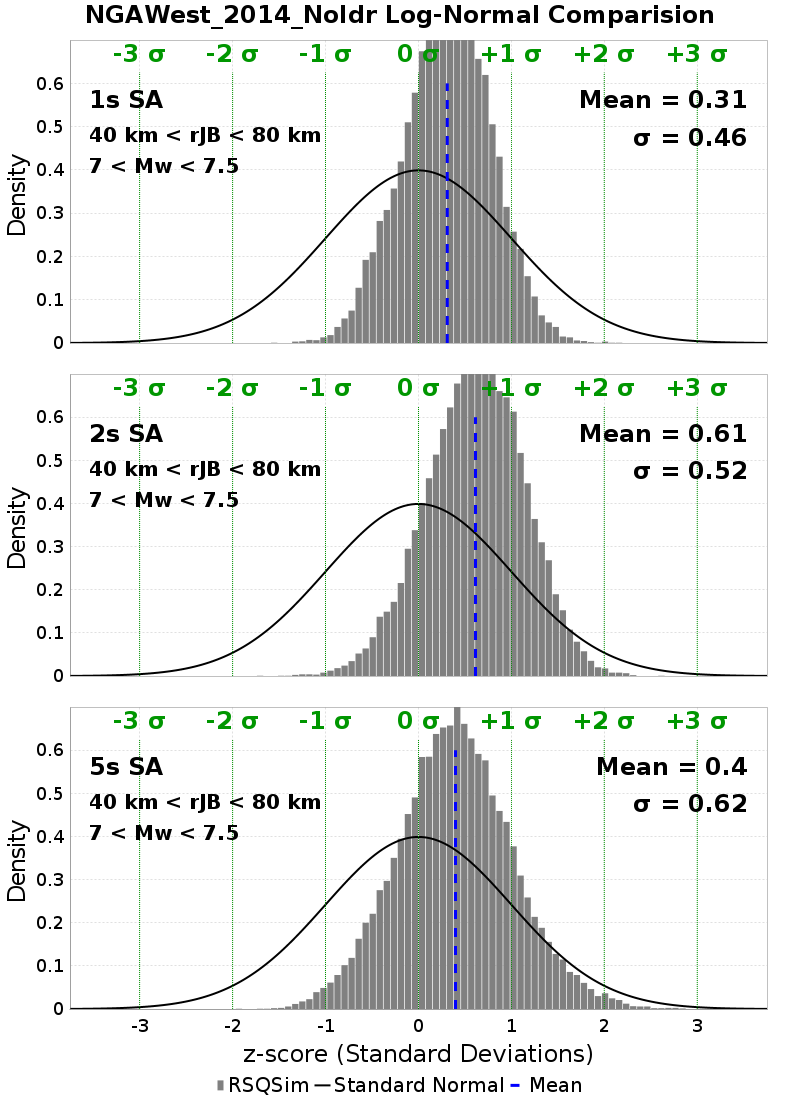 NGAWest_2014_NoIdr Log-Normal Comparision
-3 σ -2 σ -1 σ 0 σ +1 σ +2 σ +3 σ
0.6
1s SA Mean = 0.31
0.5
40 km < rJB < 80 km σ = 0.46
7 < Mw < 7.5
0.4
Density
0.3
0.2
0.1
0
-3 σ -2 σ -1 σ 0 σ +1 σ +2 σ +3 σ
0.6
2s SA Mean = 0.61
0.5
40 km < rJB < 80 km σ = 0.52
7 < Mw < 7.5
0.4
Density
0.3
0.2
0.1
0
-3 σ -2 σ -1 σ 0 σ +1 σ +2 σ +3 σ
0.6
5s SA Mean = 0.4
0.5
40 km < rJB < 80 km σ = 0.62
7 < Mw < 7.5
0.4
Density
0.3
0.2
0.1
0
-3 -2 -1 0 1 2 3
z-score (Standard Deviations)
RSQSim Standard Normal Mean